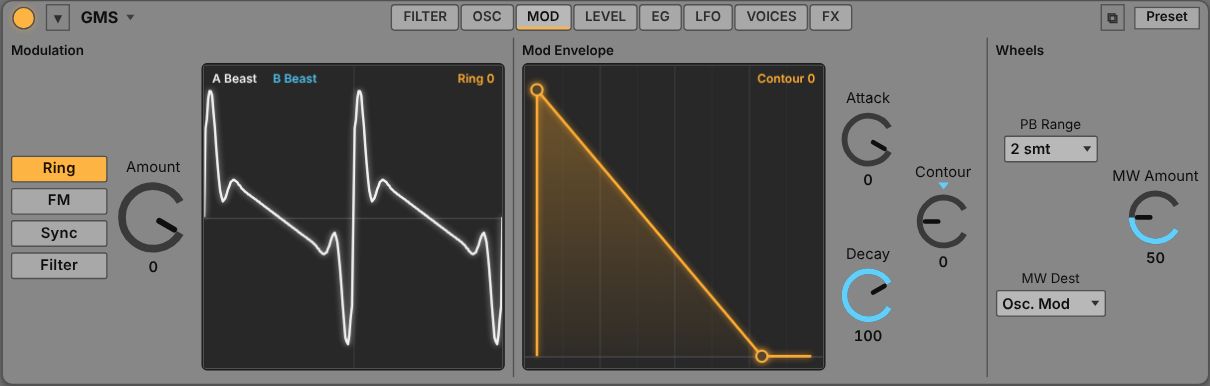 GMS
FILTER OSC MOD LEVEL EG LFO VOICES FX
Preset
Modulation
Ring
FM
Sync
Filter
Amount
0
A Beast B Beast Ring 0
Mod Envelope
Contour 0
Attack
0
Decay
100
Contour
0
Wheels
PB Range
2 smt
MW Dest
Osc. Mod
MW Amount
50